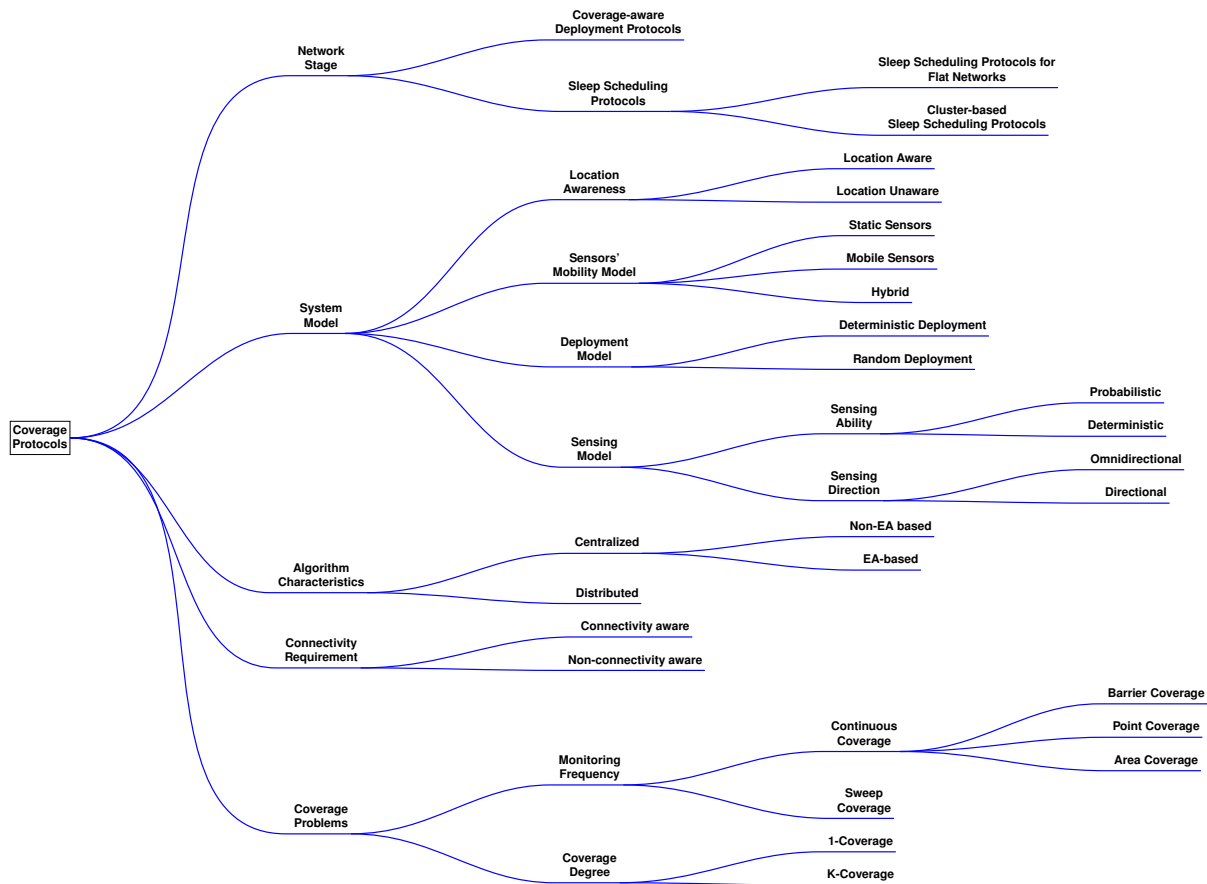 Coverage
Protocols
Network
Stage
Coverage-aware
Deployment Protocols
Sleep Scheduling
Protocols
Sleep Scheduling Protocols for
Flat Networks
Cluster-based
Sleep Scheduling Protocols
System
Model
Location
Awareness
Location Aware
Location Unaware
Sensors'
Mobility Model
Static Sensors
Mobile Sensors
Hybrid
Deployment
Model
Deterministic Deployment
Random Deployment
Sensing
Model
Sensing
Ability
Probabilistic
Deterministic
Sensing
Direction
Omnidirectional
Directional
Algorithm
Characteristics
Centralized
Non-EA based
EA-based
Distributed
Connectivity
Requirement
Connectivity aware
Non-connectivity aware
Coverage
Problems
Monitoring
Frequency
Continuous
Coverage
Barrier Coverage
Point Coverage
Area Coverage
Sweep
Coverage
Coverage
Degree
1-Coverage
K-Coverage